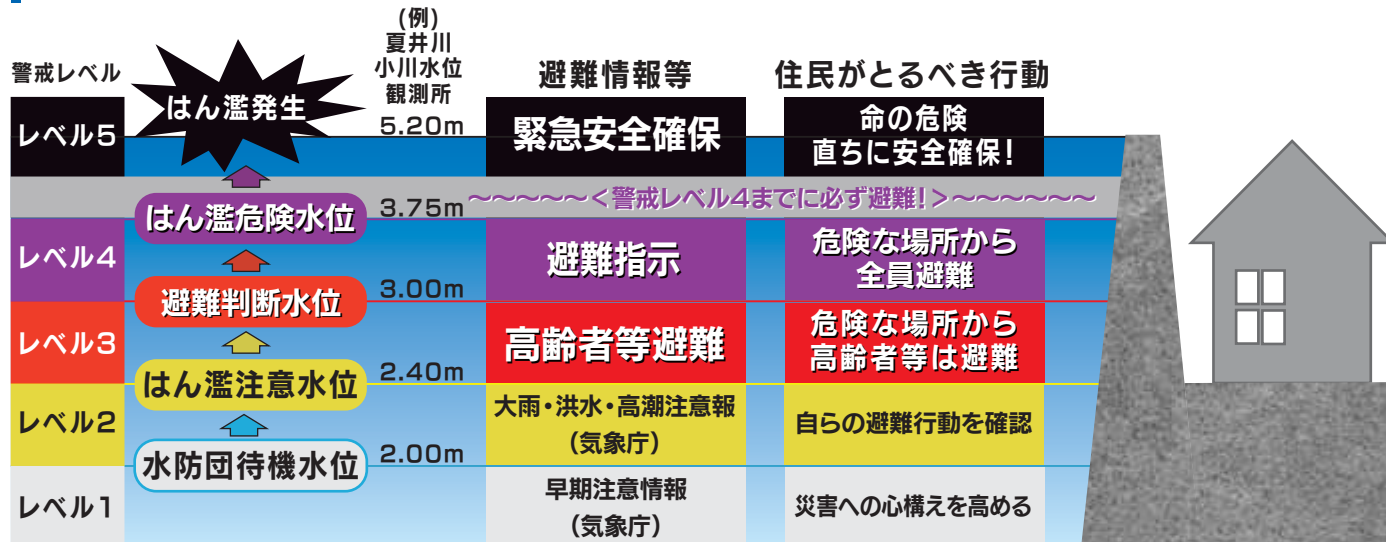 (例)
夏井川
小川水位
観測所
警戒レベル
避難情報等
住民がとるべき行動
レベル5
はん濫発生
5.20m
緊急安全確保
命の危険
直ちに安全確保!
3.75m
～～～～～<警戒レベル4までに必ず避難!>～～～～～～
はん濫危険水位
レベル4
避難指示
危険な場所から
全員避難
3.00m
避難判断水位
レベル3
高齢者等避難
危険な場所から
高齢者等は避難
2.40m
はん濫注意水位
レベル2
大雨・洪水・高潮注意報
(気象庁)
自らの避難行動を確認
2.00m
水防団待機水位
レベル1
早期注意情報
(気象庁)
災害への心構えを高める